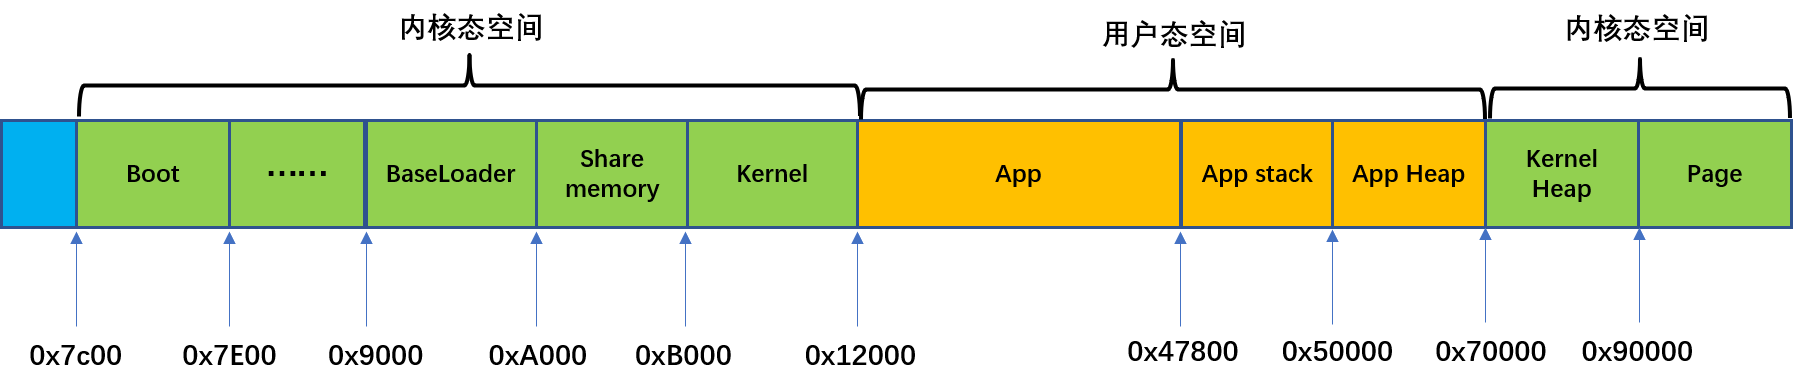 内核态空间
用户态空间
内核态空间
Boot
......
BaseLoader
Share
memory
Kernel
App
App stack
App Heap
Kernel
Heap
Page
0x7c00
0x7E00
0x9000
0xA000
0xB000
0x12000
0x47800
0x50000
0x70000
0x90000